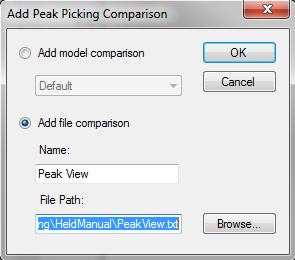 Add Peak Picking Comparison
Add model comparison
OK
Default
Cancel
Add file comparison
Name:
Peak View
File Path:
ng\HeldManual\PeakView.txt
Browse...